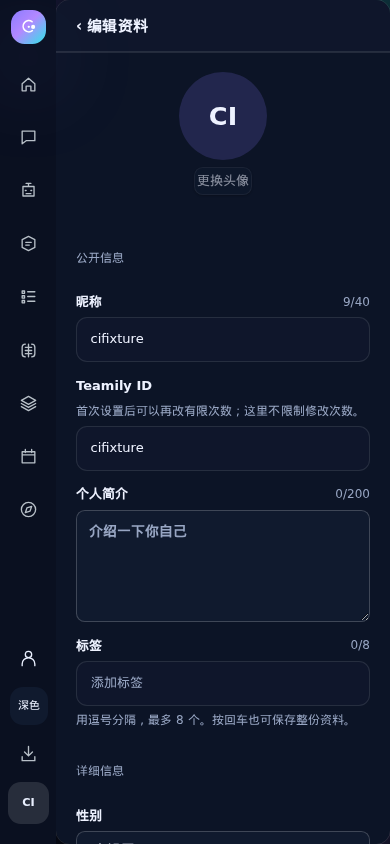 ‹ 编辑资料
CI
更换头像
公开信息
昵称 9/40
cifixture
Teamily ID
首次设置后可以再改有限次数；这里不限制修改次数。
cifixture
个人简介 0/200
介绍一下你自己
标签 0/8
添加标签
用逗号分隔，最多 8 个。按回车也可保存整份资料。
详细信息
性别
深色
CI